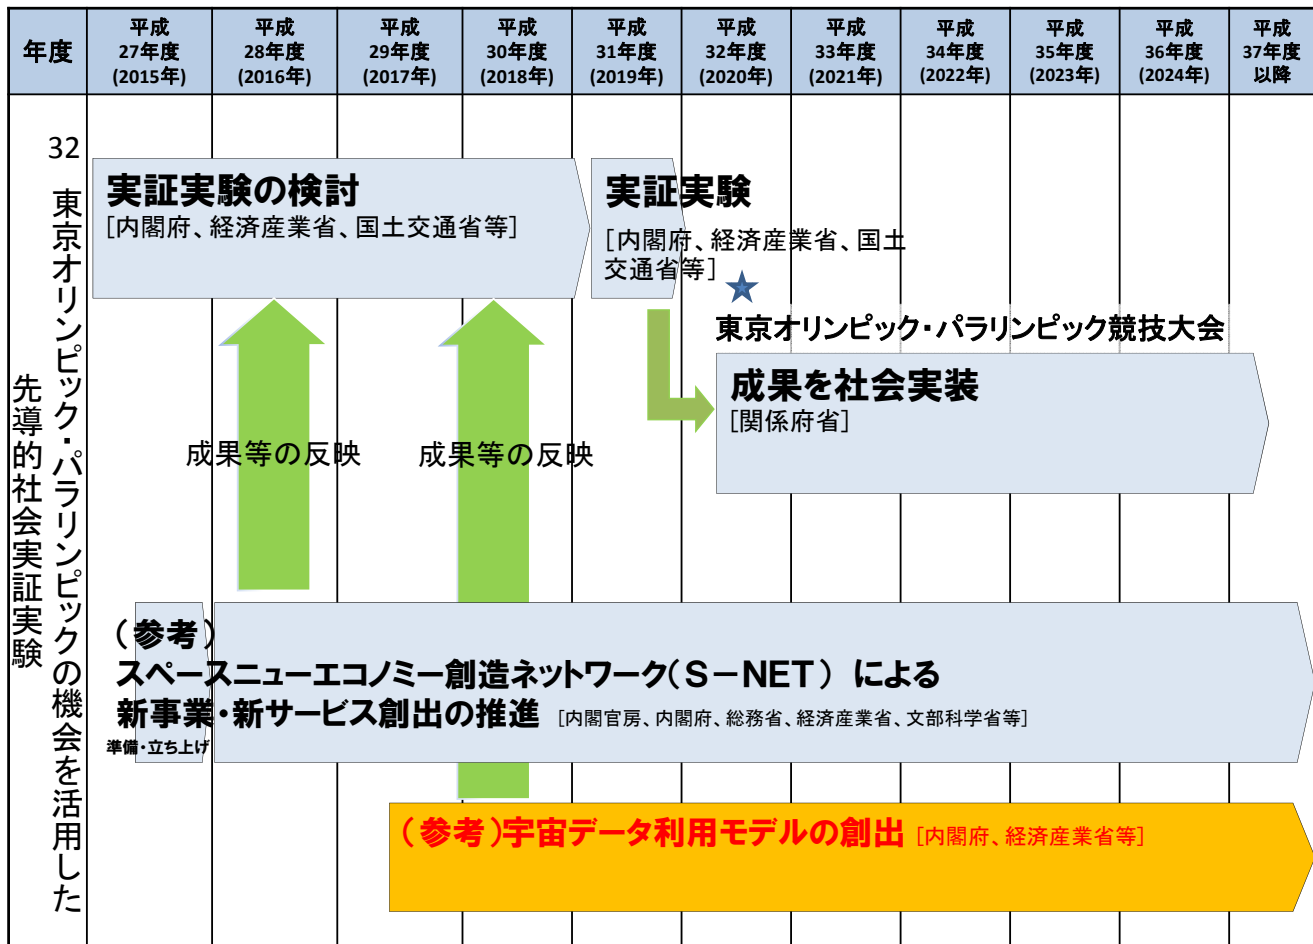 年度
平成
27年度
(2015年)
平成
28年度
(2016年)
平成
29年度
(2017年)
平成
30年度
(2018年)
平成
31年度
(2019年)
平成
32年度
(2020年)
平成
33年度
(2021年)
平成
34年度
(2022年)
平成
35年度
(2023年)
平成
36年度
(2024年)
平成
37年度
以降
32
東京オリンピック・パラリンピックの機会を活用した
先導的社会実証実験
実証実験の検討
[内閣府、経済産業省、国土交通省等]
実証実験
[内閣府、経済産業省、国土
交通省等]
東京オリンピック・パラリンピック競技大会
成果を社会実装
[関係府省]
成果等の反映
成果等の反映
(参考)
スペースニューエコノミー創造ネットワーク(S-NET) による
新事業・新サービス創出の推進 [内閣官房、内閣府、総務省、経済産業省、文部科学省等]
準備・立ち上げ
(参考)宇宙データ利用モデルの創出 [内閣府、経済産業省等]